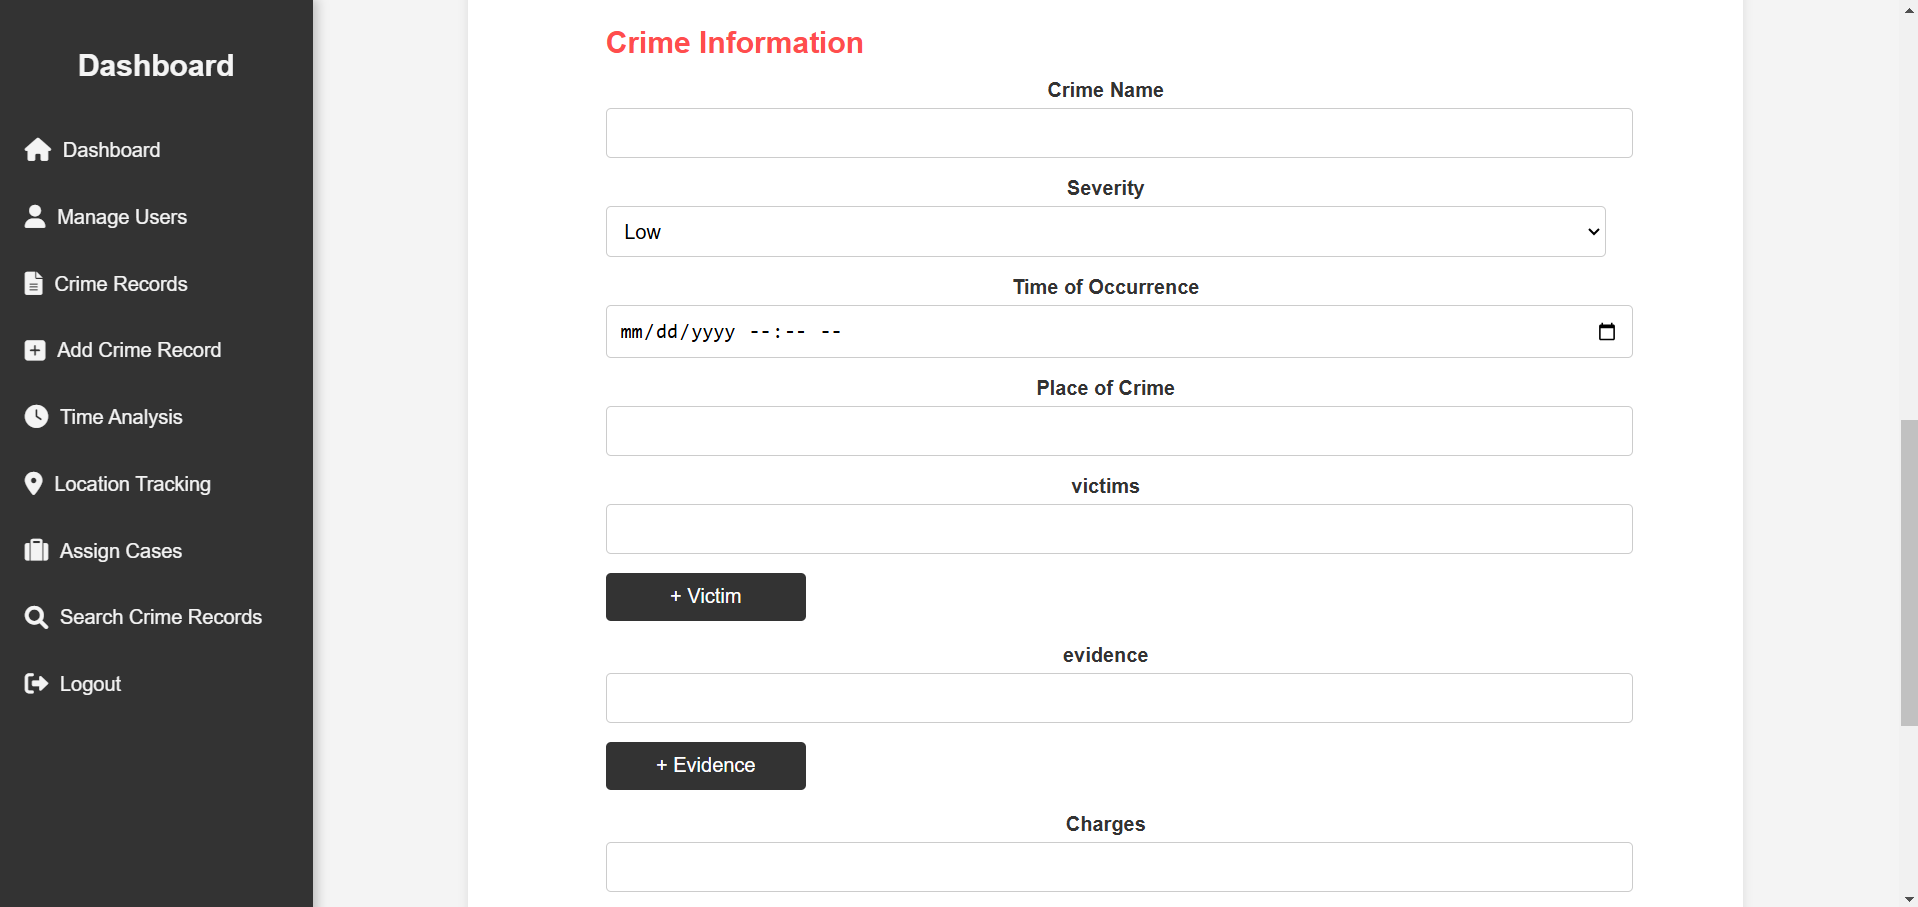 Dashboard
Dashboard
Manage Users
Crime Records
Add Crime Record
Time Analysis
Location Tracking
Assign Cases
Search Crime Records
Logout
Crime Information
Crime Name
Severity
Low
Time of Occurrence
mm/dd/yyyy --:-- --
Place of Crime
victims
+ Victim
evidence
+ Evidence
Charges